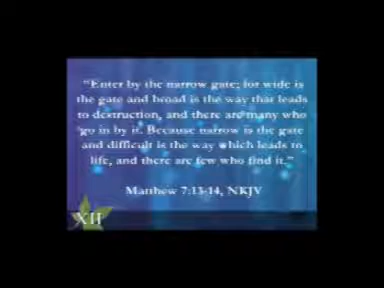 “Enter by the narrow gate; for wide is
the gate and broad is the way that leads
to destruction, and there are many who
go in by it. Because narrow is the gate
and difficult is the way which leads to
life, and there are few who find it.”
Matthew 7:13-14, NKJV
XII